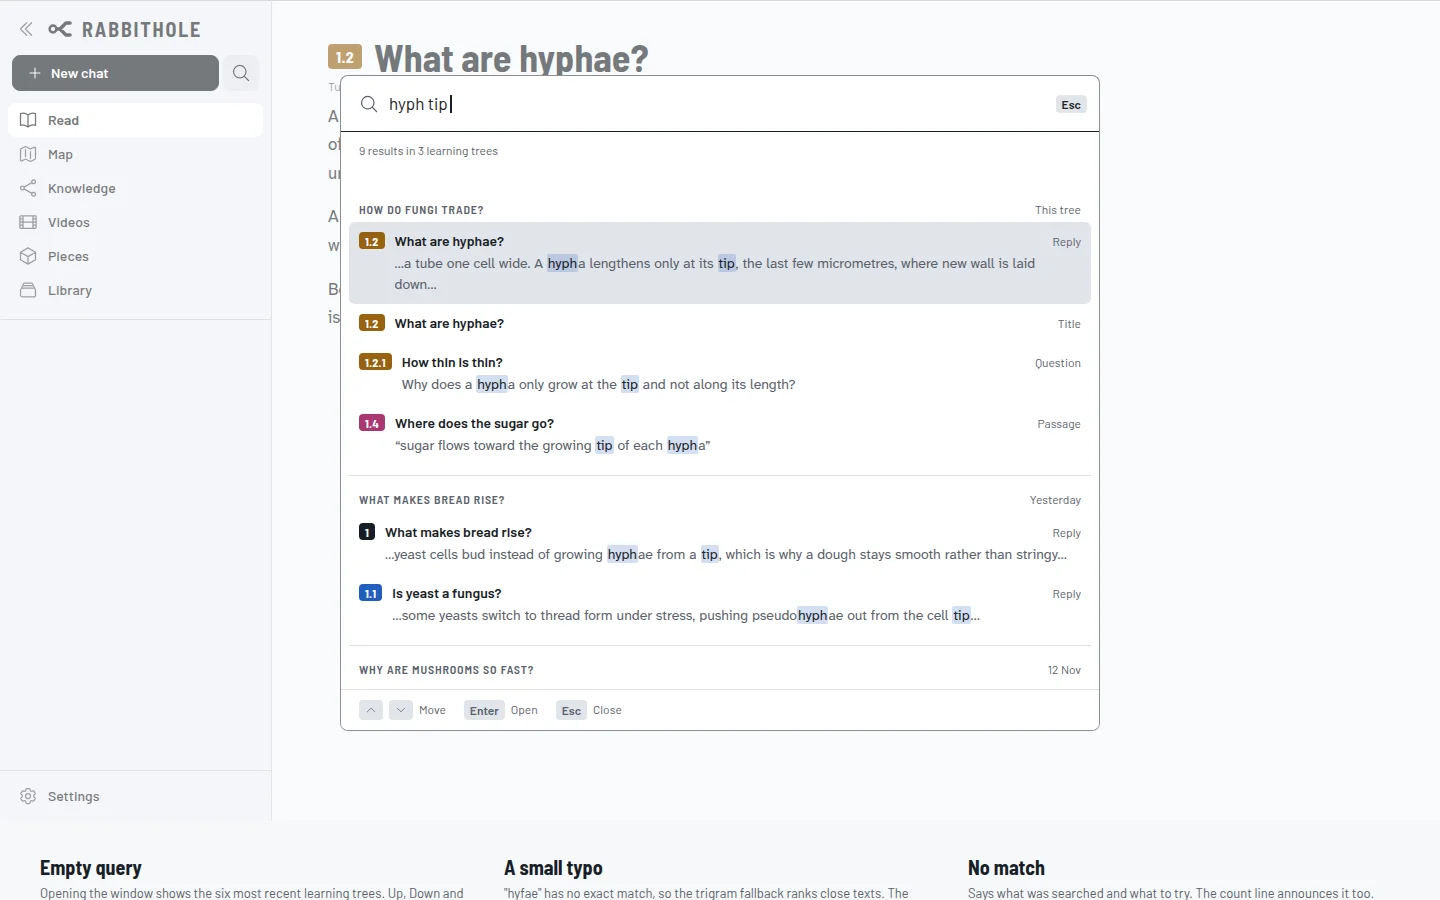 RABBITHOLE
New chat
Read
Map
Knowledge
Videos
Pieces
Library
Settings
1.2 What are hyphae?
Tu
A
of
ur
A
w
Be
is
hyph tip
Esc
9 results in 3 learning trees
HOW DO FUNGI TRADE? This tree
1.2 What are hyphae? Reply
...a tube one cell wide. A hypha lengthens only at its tip, the last few micrometres, where new wall is laid
down...
1.2 What are hyphae? Title
1.2.1 How thin is thin? Question
Why does a hypha only grow at the tip and not along its length?
1.4 Where does the sugar go? Passage
“sugar flows toward the growing tip of each hypha”
WHAT MAKES BREAD RISE? Yesterday
1 What makes bread rise? Reply
...yeast cells bud instead of growing hyphae from a tip, which is why a dough stays smooth rather than stringy...
1.1 Is yeast a fungus? Reply
...some yeasts switch to thread form under stress, pushing pseudohyphae out from the cell tip...
WHY ARE MUSHROOMS SO FAST? 12 Nov
Move Enter Open Esc Close
Empty query
Opening the window shows the six most recent learning trees. Up, Down and
A small typo
"hyfae" has no exact match, so the trigram fallback ranks close texts. The
No match
Says what was searched and what to try. The count line announces it too.